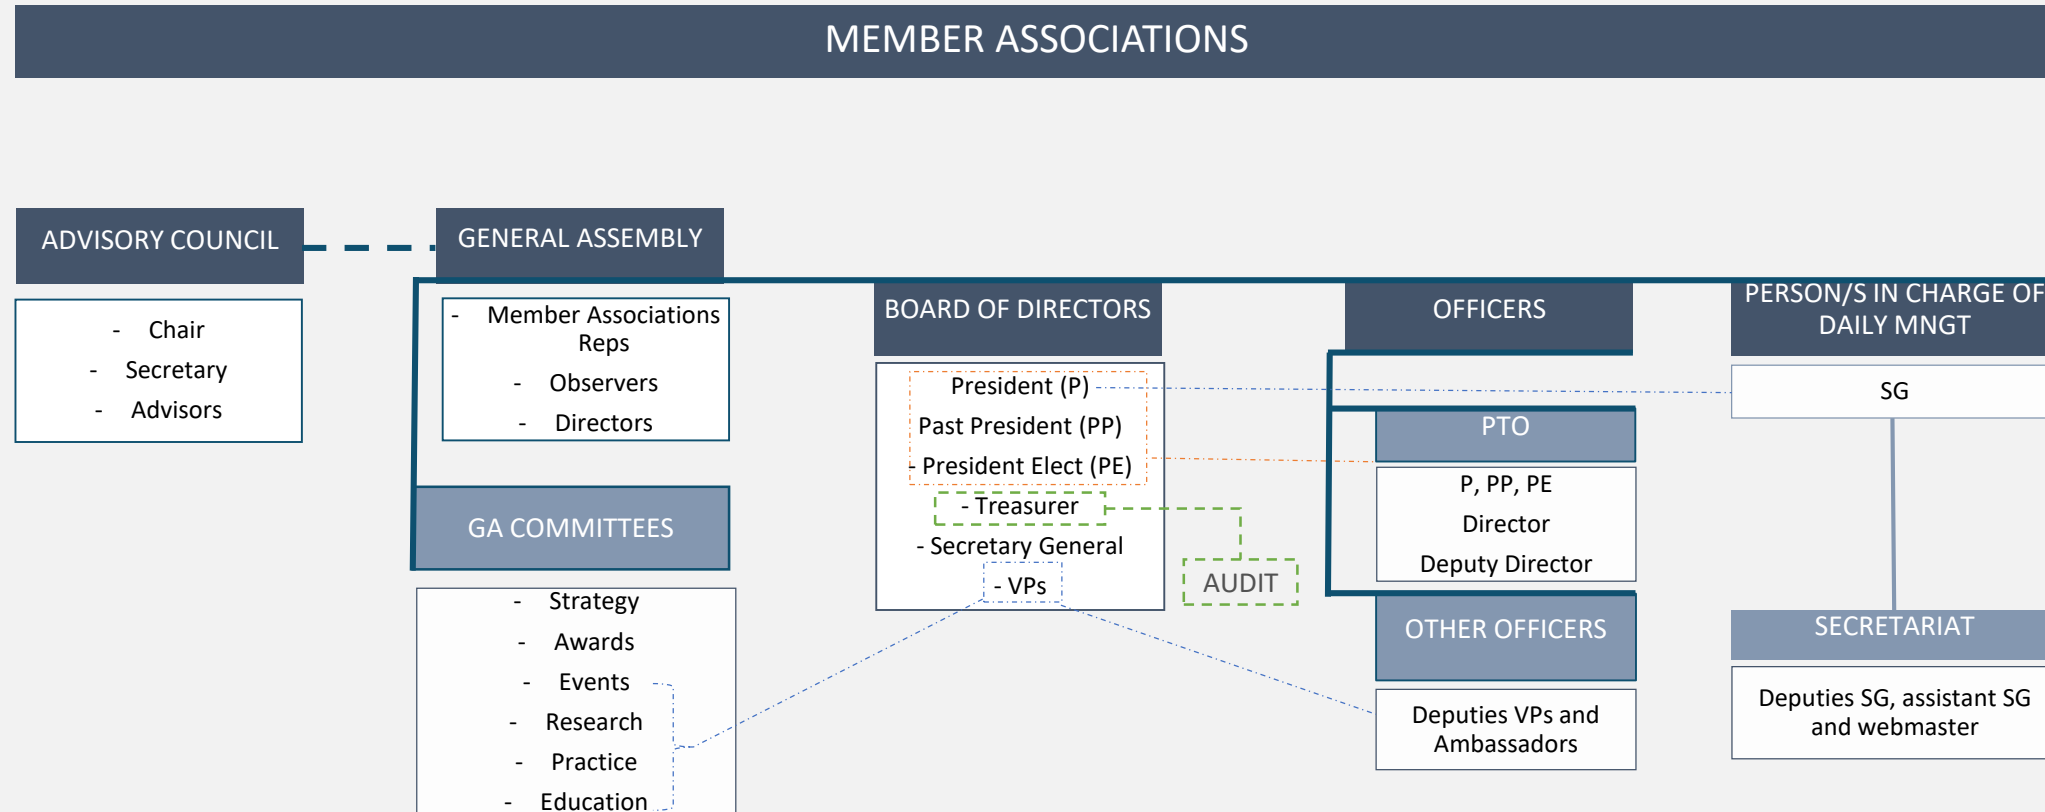 MEMBER ASSOCIATIONS
ADVISORY COUNCIL
- Chair
- Secretary
- Advisors
GENERAL ASSEMBLY
- Member Associations
Reps
- Observers
- Directors
GA COMMITTEES
- Strategy
- Awards
- Events
- Research
- Practice
- Education
BOARD OF DIRECTORS
President (P)
Past President (PP)
- President Elect (PE)
- Treasurer
- Secretary General
- VPs
AUDIT
OFFICERS
PTO
P, PP, PE
Director
Deputy Director
OTHER OFFICERS
Deputies VPs and
Ambassadors
PERSON/S IN CHARGE OF
DAILY MNGT
SG
SECRETARIAT
Deputies SG, assistant SG
and webmaster